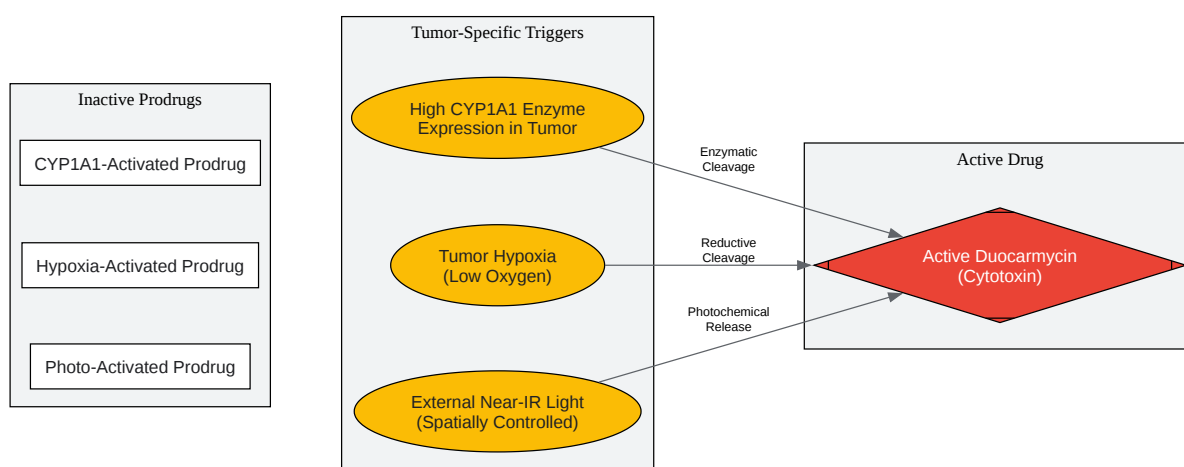 Inactive Prodrugs
CYP1A1-Activated Prodrug
Hypoxia-Activated Prodrug
Photo-Activated Prodrug
Tumor-Specific Triggers
High CYP1A1 Enzyme
Expression in Tumor
Tumor Hypoxia
(Low Oxygen)
External Near-IR Light
(Spatially Controlled)
Enzymatic
Cleavage
Reductive
Cleavage
Photochemical
Release
Active Drug
Active Duocarmycin
(Cytotoxin)